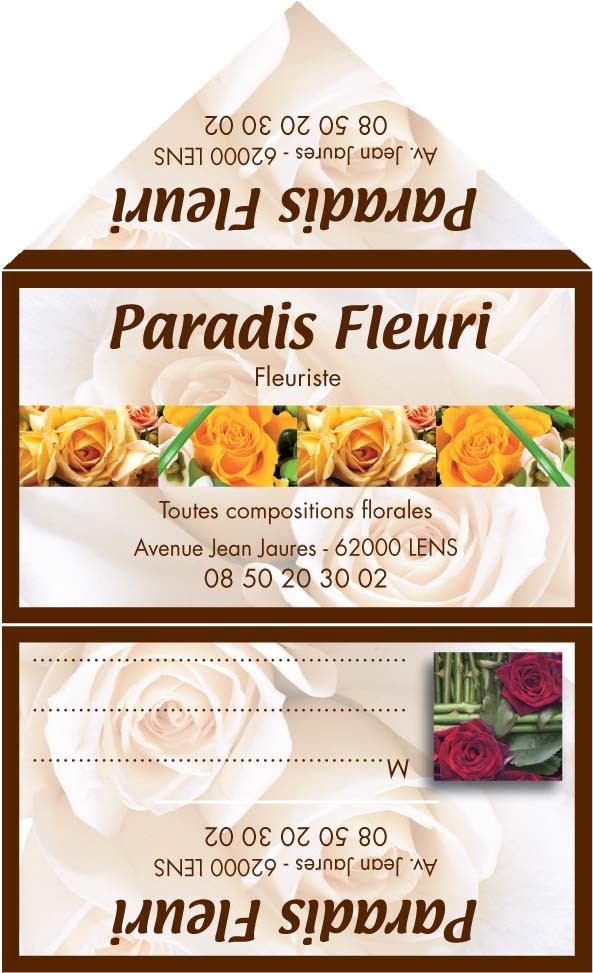 Paradis Fleuri
Av. Jean Jaures - 62000 LENS
08 50 20 30 02
Paradis Fleuri
Fleuriste
Toutes compositions florales
Avenue Jean Jaures - 62000 LENS
08 50 20 30 02
Paradis Fleuri
Av. Jean Jaures - 62000 LENS
08 50 20 30 02
M